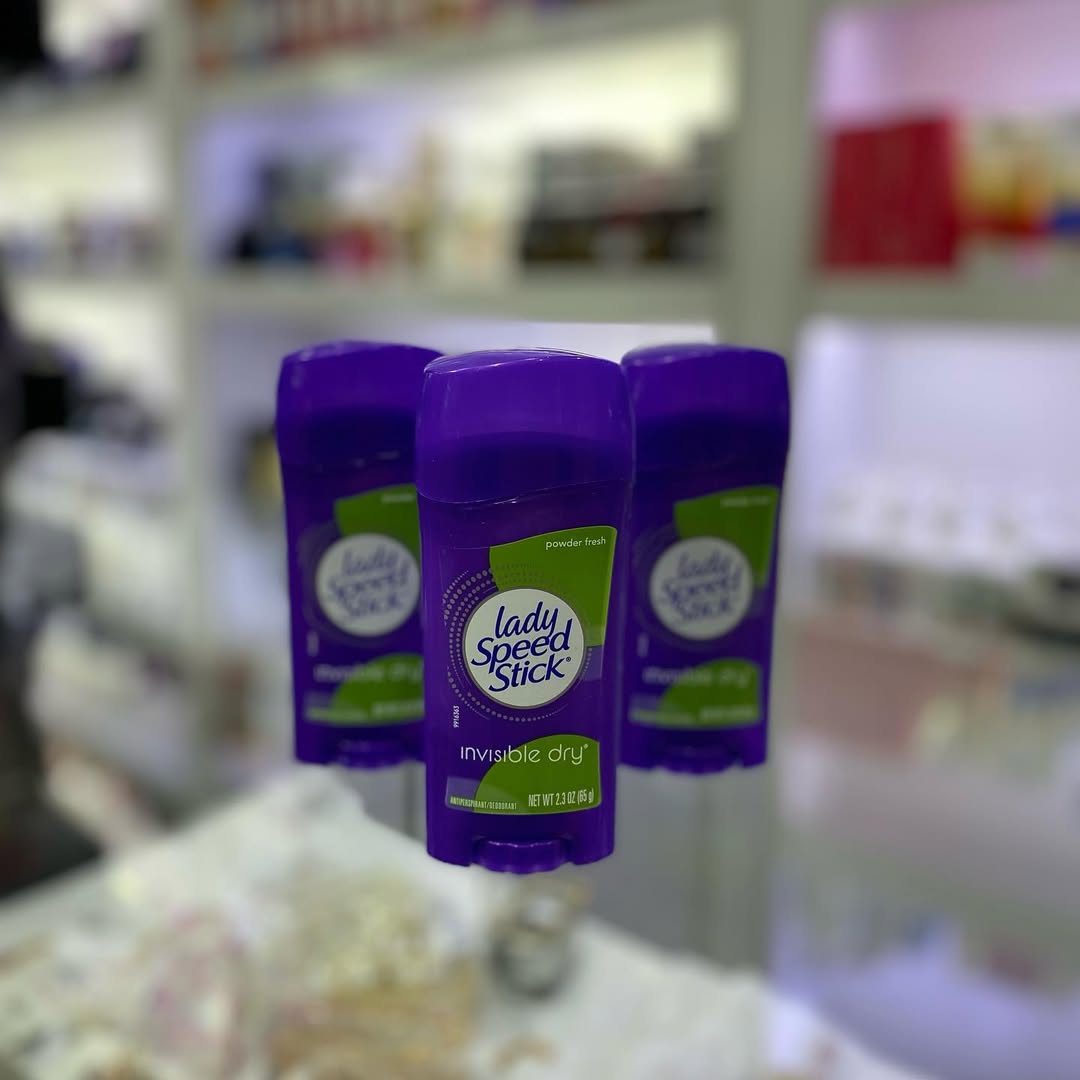 powder fresh
lady
Speed
Stick®
invisible dry®
ANTIPERSPIRANT/DEODORANT NET WT 2.3 OZ (65 g)
9916363
lady
Speed
Stick
invisible dry
lady
Speed
Stick
invisible dry